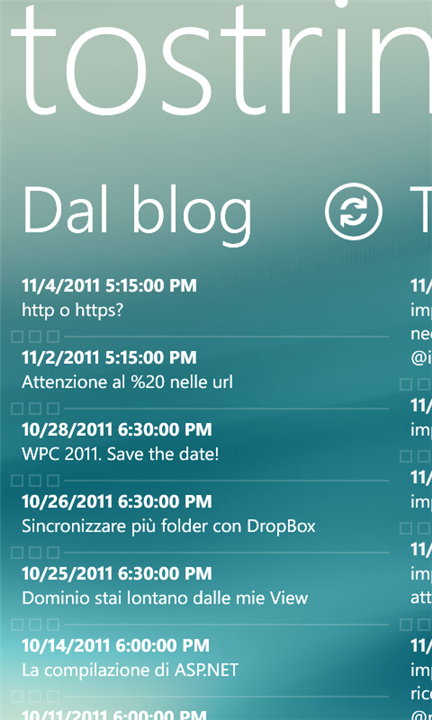 tostrin
Dal blog
T
11/4/2011 5:15:00 PM
http o https?
11/2/2011 5:15:00 PM
Attenzione al %20 nelle url
10/28/2011 6:30:00 PM
WPC 2011. Save the date!
10/26/2011 6:30:00 PM
Sincronizzare più folder con DropBox
10/25/2011 6:30:00 PM
Dominio stai lontano dalle mie View
10/14/2011 6:00:00 PM
La compilazione di ASP.NET
10/11/2011 6:00:00 PM
11/
imp
nec
@i
11/
imp
11/
imp
11/
imp
att
11/
imp
rico